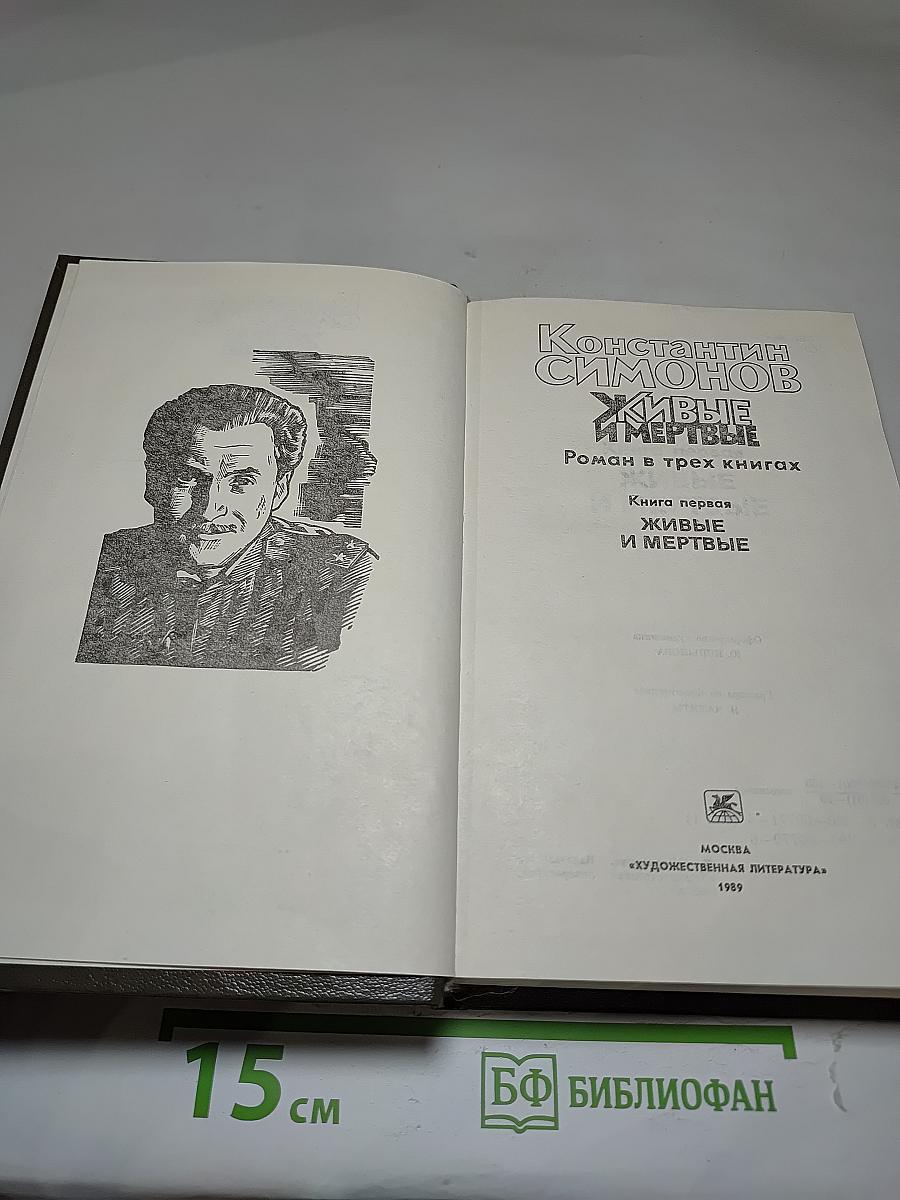 Константин
СИМОНОВ
ЖИВЫЕ
И МЕРТВЫЕ
Роман в трех книгах
Книга первая
ЖИВЫЕ
И МЕРТВЫЕ
МОСКВА
«ХУДОЖЕСТВЕННАЯ ЛИТЕРАТУРА»
1989
15 см
БФ БИБЛИОФАН